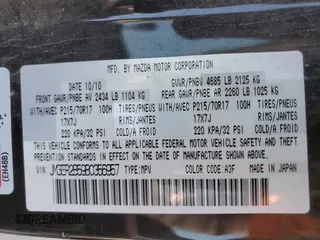 MFD. BY MAZDA MOTOR CORPORATION
DATE: 10/10 GVWR/PNBV 4685 LB 2125 KG
FRONT GAWR/PNBE AV 2434 LB 1104 KG REAR GAWR/PNBE AR 2260 LB 1025 KG
WITH/AVEC P215/70R17 100H TIRES/PNEUS WITH/AVEC P215/70R17 100H TIRES/PNEUS
17X7J RIMS/JANTES 17X7J RIMS/JANTES
220 KPA/32 PSI COLD/A FROID 220 KPA/32 PSI COLD/A FROID
THIS VEHICLE CONFORMS TO ALL APPLICABLE FEDERAL MOTOR VEHICLE SAFETY
AND THEFT PREVENTION STANDARDS IN EFFECT ON THE DATE OF MANUFACTURE
SHOWN ABOVE.
TYPE:MPV COLOR CODE: A3F MADE IN JAPAN
(EH48B)
DREAMBID